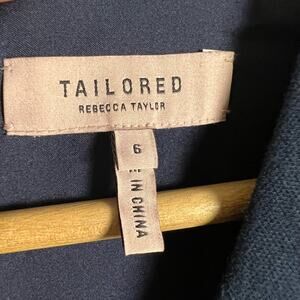 TAILORED
REBECCA TAYLOR
6
IN CHINA